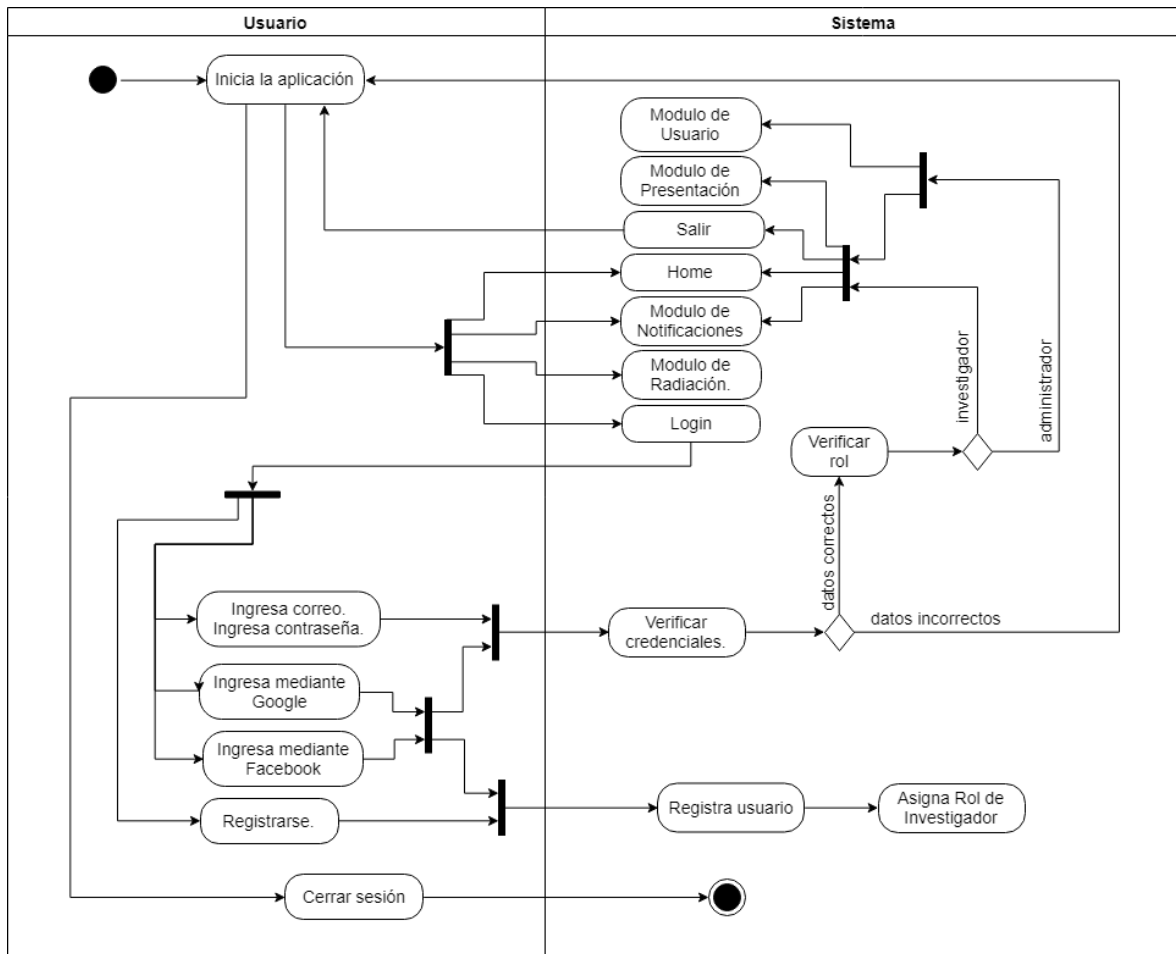 Usuario
Sistema
Inicia la aplicación
Modulo de
Usuario
Modulo de
Presentación
Salir
Home
Modulo de
Notificaciones
Modulo de
Radiación.
Login
investigador
administrador
Verificar
rol
datos correctos
datos incorrectos
Ingresa correo.
Ingresa contraseña.
Verificar
credenciales.
Ingresa mediante
Google
Ingresa mediante
Facebook
Registrarse.
Registra usuario
Asigna Rol de
Investigador
Cerrar sesión